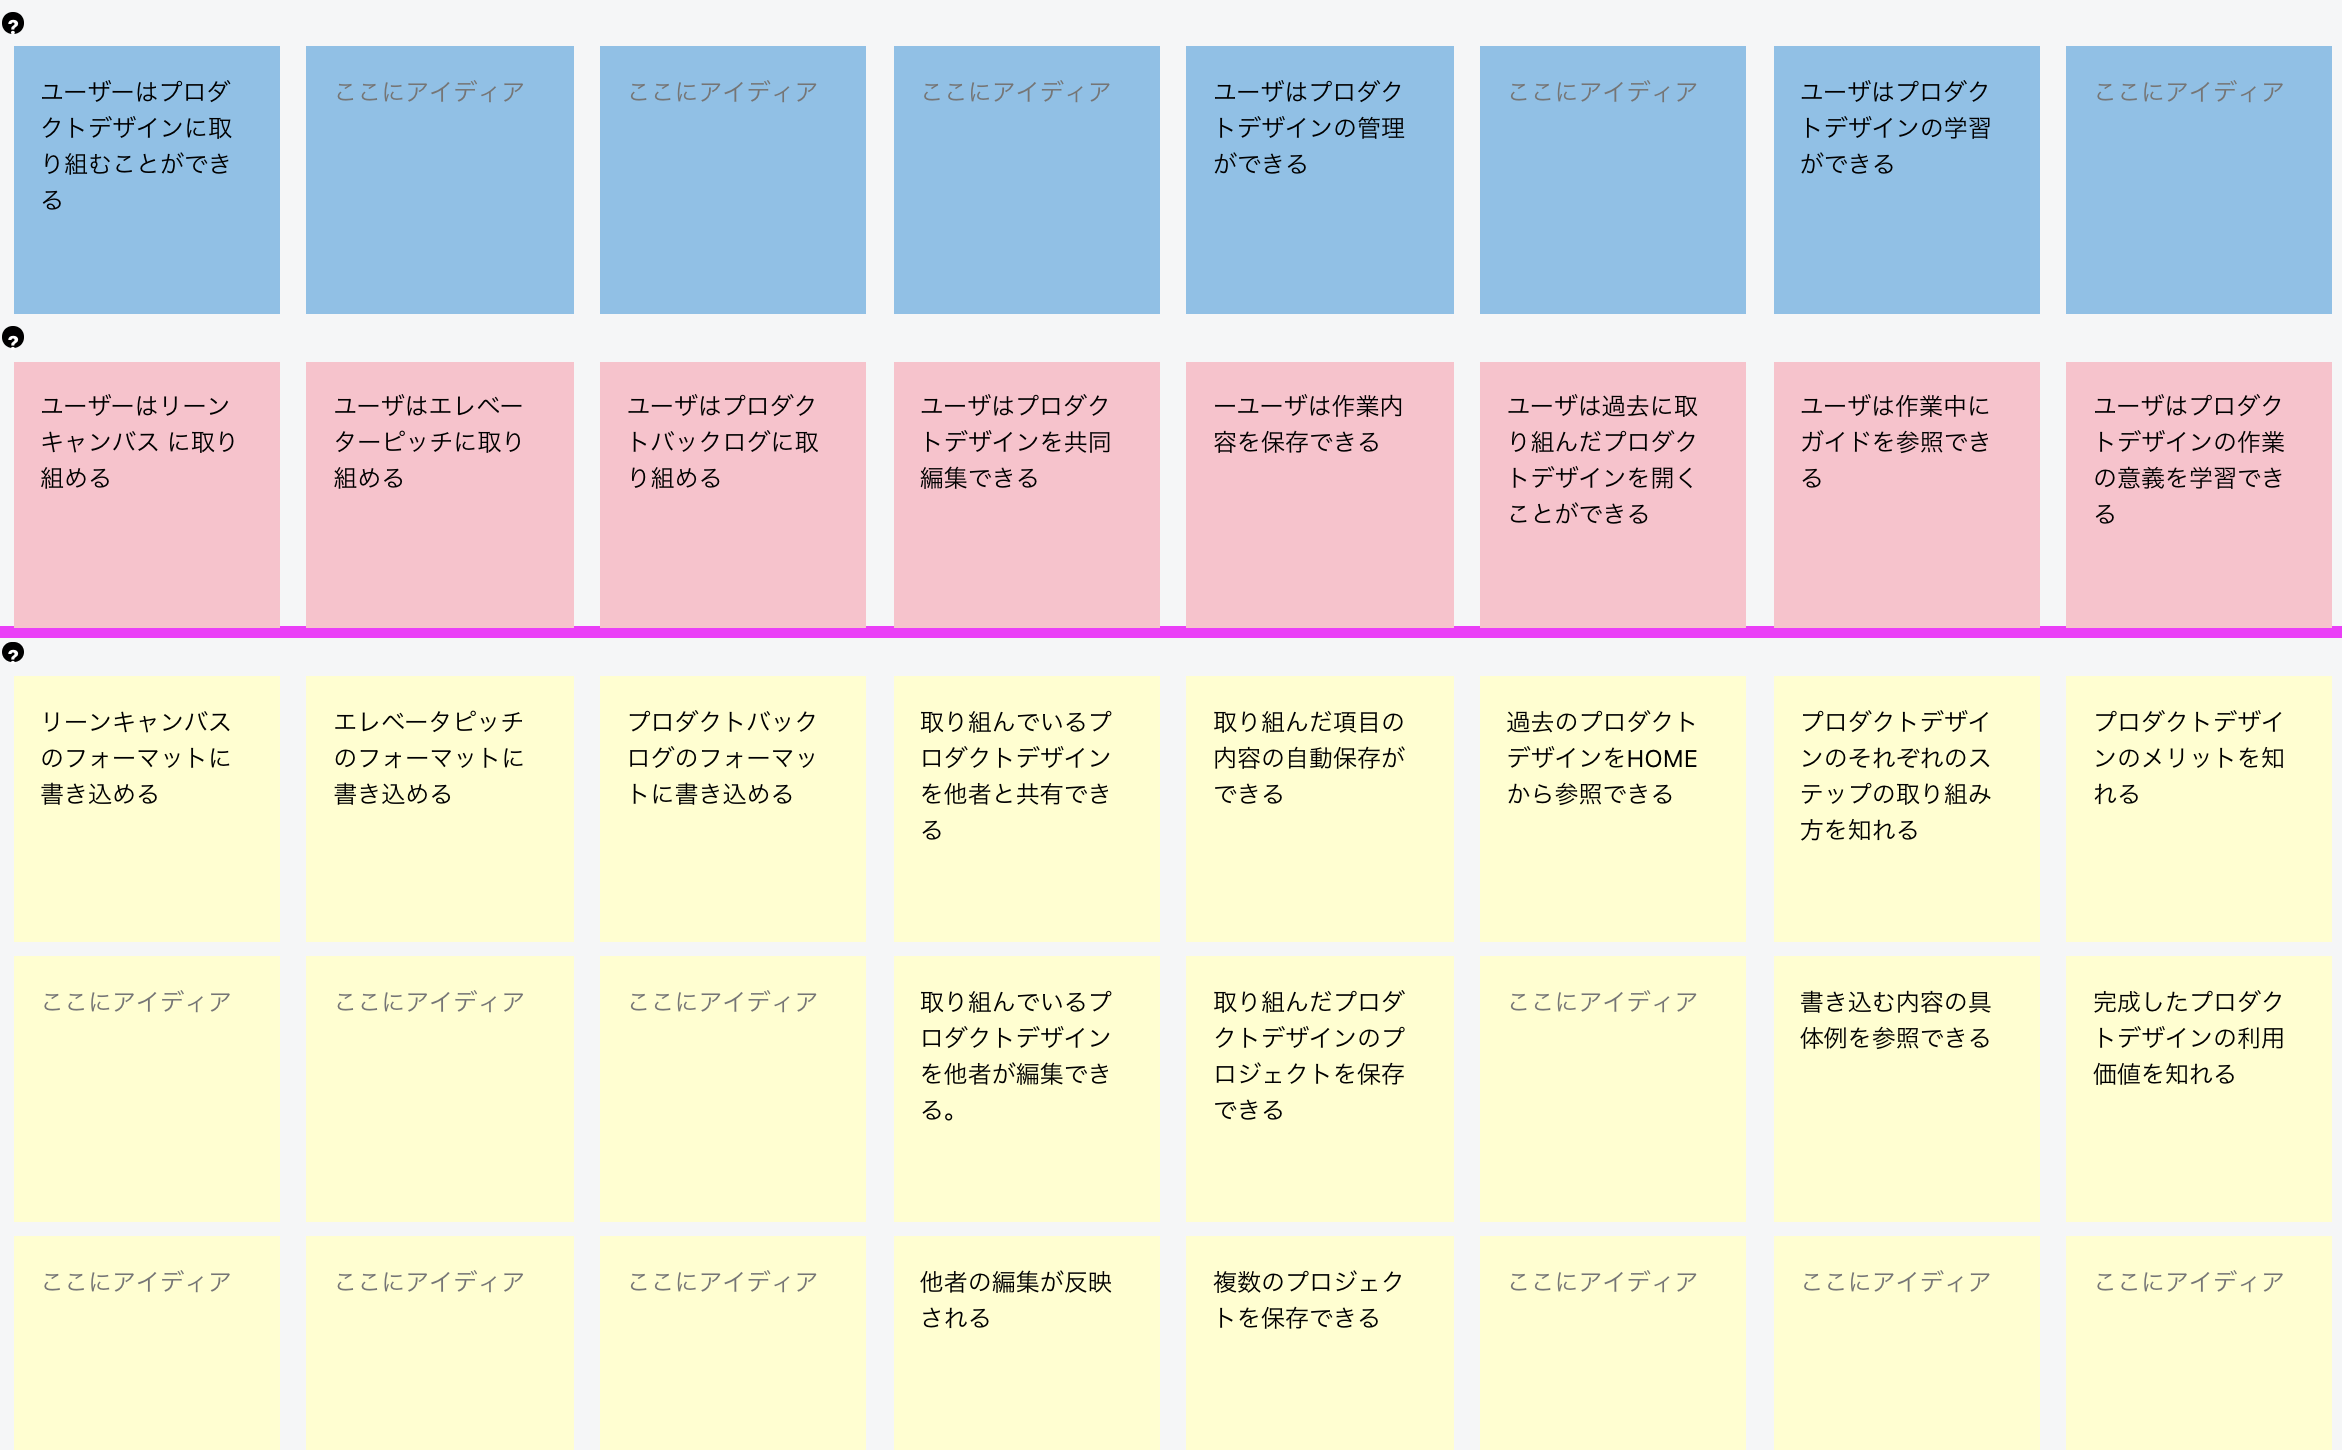 ?
ユーザーはプロダ
クトデザインに取
り組むことができ
る
ここにアイディア
ここにアイディア
ここにアイディア
ユーザはプロダク
トデザインの管理
ができる
ここにアイディア
ユーザはプロダク
トデザインの学習
ができる
ここにアイディア
?
ユーザーはリーン
キャンバス に取り
組める
ユーザはエレベー
ターピッチに取り
組める
ユーザはプロダク
トバックログに取
り組める
ユーザはプロダク
トデザインを共同
編集できる
ーユーザは作業内
容を保存できる
ユーザは過去に取
り組んだプロダク
トデザインを開く
ことができる
ユーザは作業中に
ガイドを参照でき
る
ユーザはプロダク
トデザインの作業
の意義を学習でき
る
?
リーンキャンバス
のフォーマットに
書き込める
エレベータピッチ
のフォーマットに
書き込める
プロダクトバック
ログのフォーマッ
トに書き込める
取り組んでいるプ
ロダクトデザイン
を他者と共有でき
る
取り組んだ項目の
内容の自動保存が
できる
過去のプロダクト
デザインをHOME
から参照できる
プロダクトデザイ
ンのそれぞれのス
テップの取り組み
方を知れる
プロダクトデザイ
ンのメリットを知
れる
ここにアイディア
ここにアイディア
ここにアイディア
取り組んでいるプ
ロダクトデザイン
を他者が編集でき
る。
取り組んだプロダ
クトデザインのプ
ロジェクトを保存
できる
ここにアイディア
書き込む内容の具
体例を参照できる
完成したプロダク
トデザインの利用
価値を知れる
ここにアイディア
ここにアイディア
ここにアイディア
他者の編集が反映
される
複数のプロジェク
トを保存できる
ここにアイディア
ここにアイディア
ここにアイディア